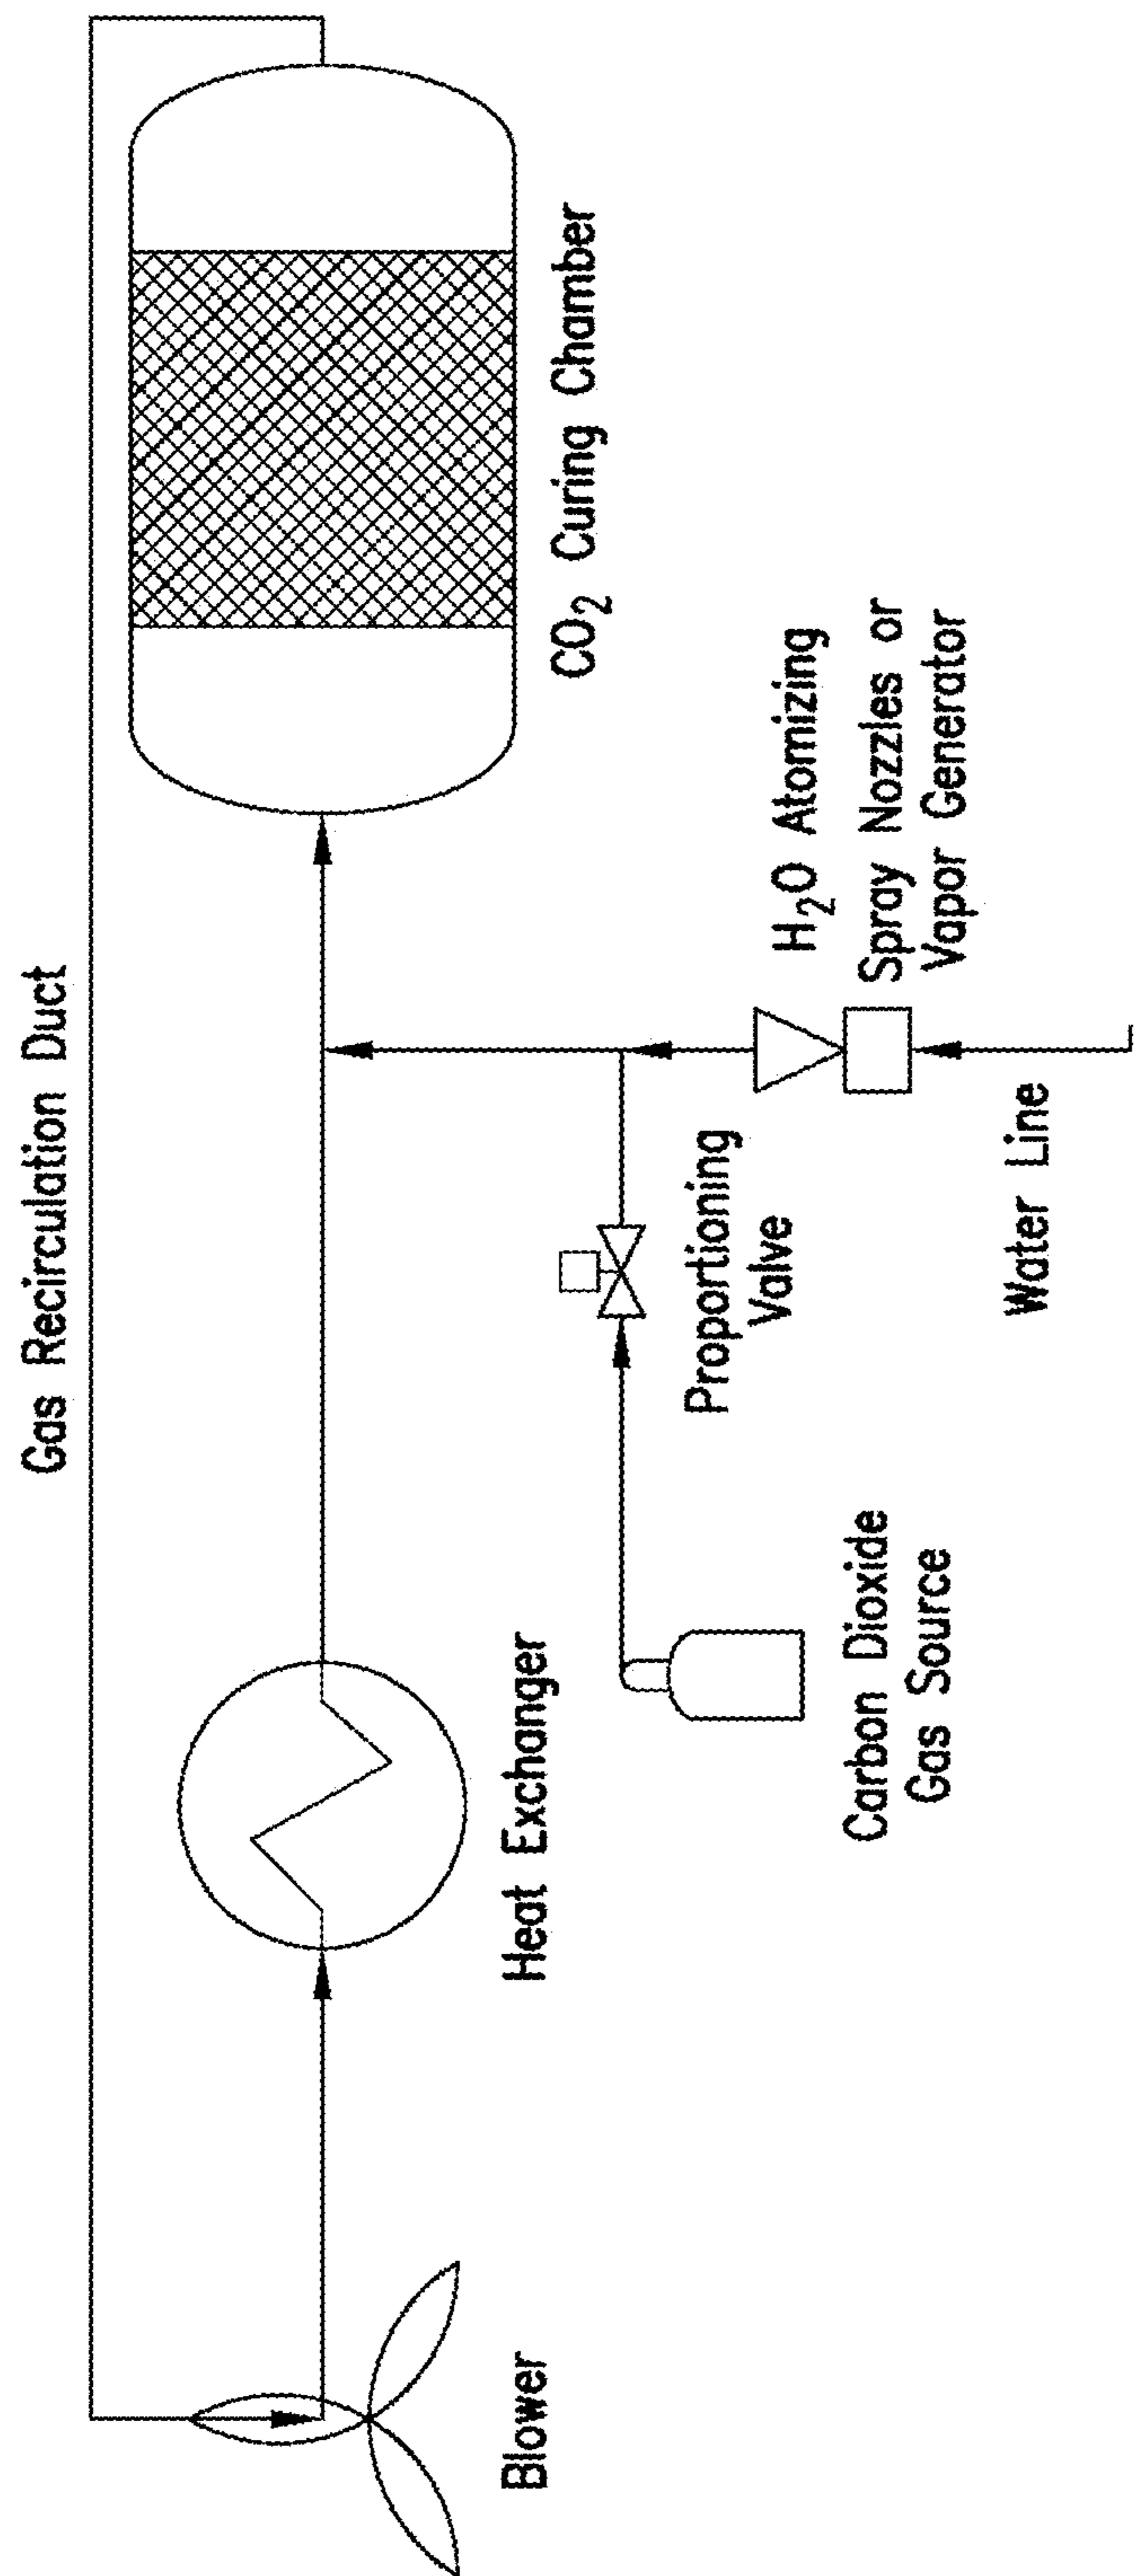 Gas Recirculation Duct
CO₂ Curing Chamber
Heat Exchanger
Blower
Proportioning
Valve
H₂O Atomizing
Spray Nozzles or
Vapor Generator
Carbon Dioxide
Gas Source
Water Line